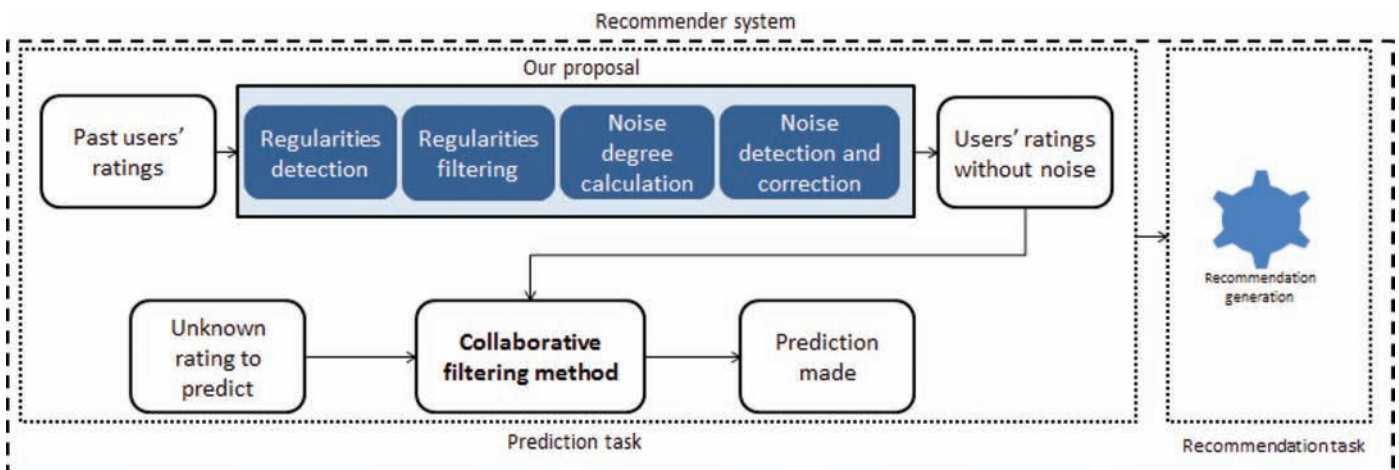 Recommender system
Our proposal
Past users'
ratings
Regularities
detection
Regularities
filtering
Noise
degree
calculation
Noise
detection and
correction
Users' ratings
without noise
Recommendation
generation
Unknown
rating to
predict
Collaborative
filtering method
Prediction
made
Prediction task
Recommendation task